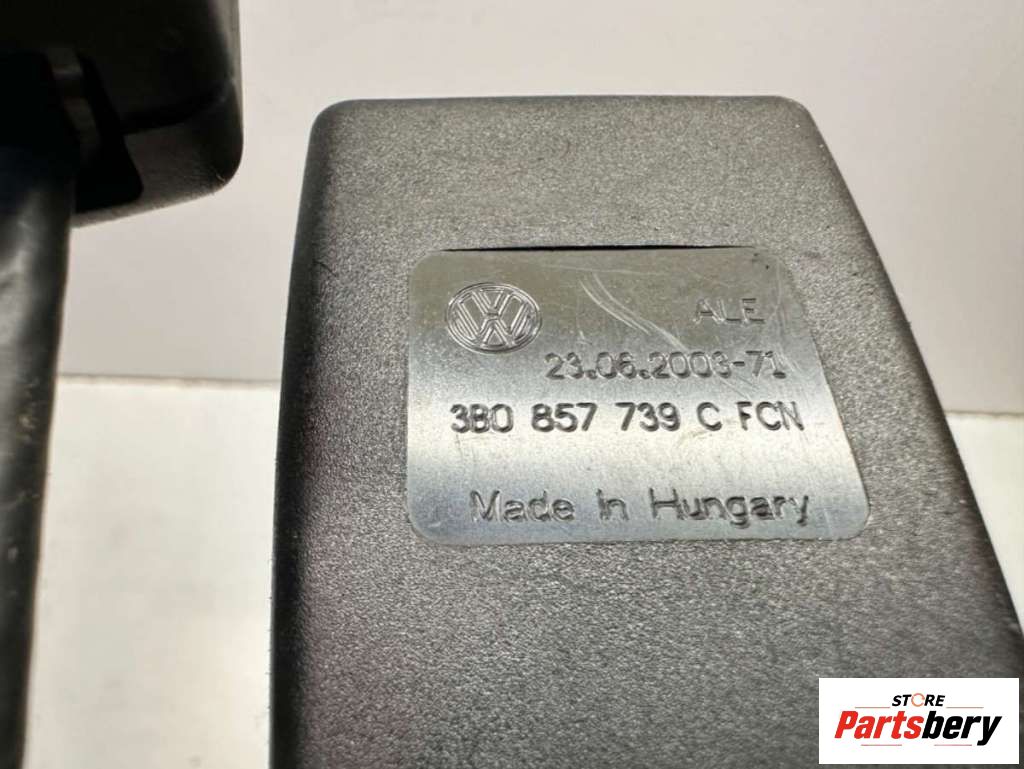 ALE
23.06.2003-71
3B0 857 739 C FCN
Made in Hungary
STORE
Partsbery